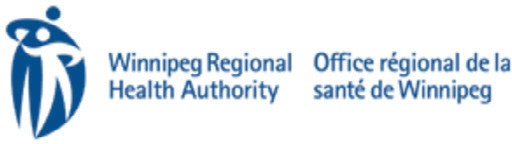 Winnipeg Regional
Health Authority
Office régional de la
santé de Winnipeg